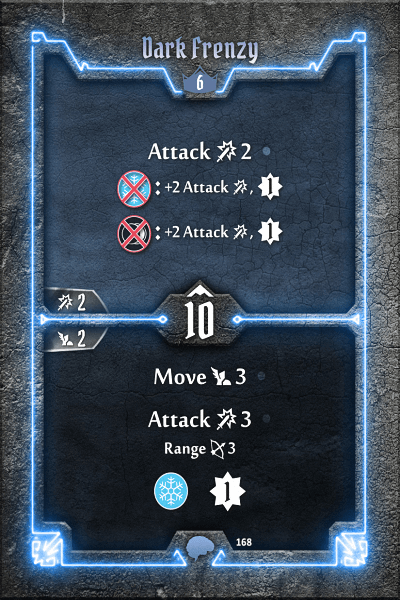 Dark Frenzy
6
Attack 2
: +2 Attack , 1
: +2 Attack , 1
2
10
2
Move 3
Attack 3
Range 3
1
168